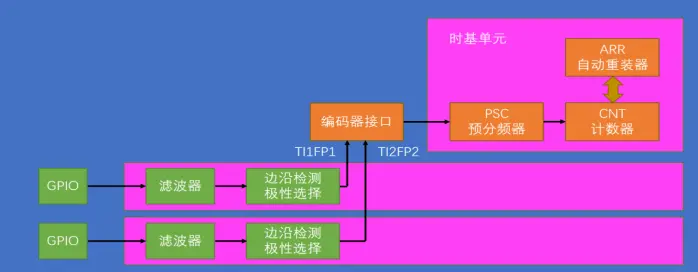 时基单元
ARR
自动重装器
编码器接口
PSC
预分频器
CNT
计数器
TI1FP1
TI2FP2
GPIO
滤波器
边沿检测
极性选择
GPIO
滤波器
边沿检测
极性选择